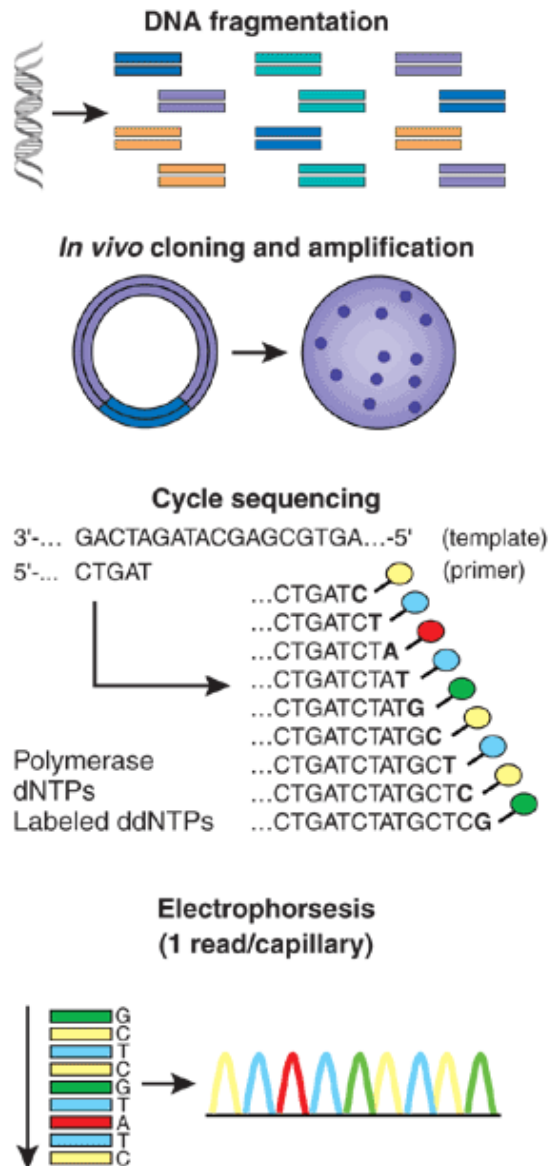 DNA fragmentation
In vivo cloning and amplification
Cycle sequencing
3'-... GACTAGATACGAGCGTGA...-5' (template)
5'-... CTGAT (primer)
...CTGATC
...CTGATCT
...CTGATCTA
...CTGATCTAT
...CTGATCTATG
...CTGATCTATGC
...CTGATCTATGCT
...CTGATCTATGCTC
...CTGATCTATGCTCG
Polymerase
dNTPs
Labeled ddNTPs
Electrophorsesis
(1 read/capillary)
G
C
T
C
G
T
A
T
C